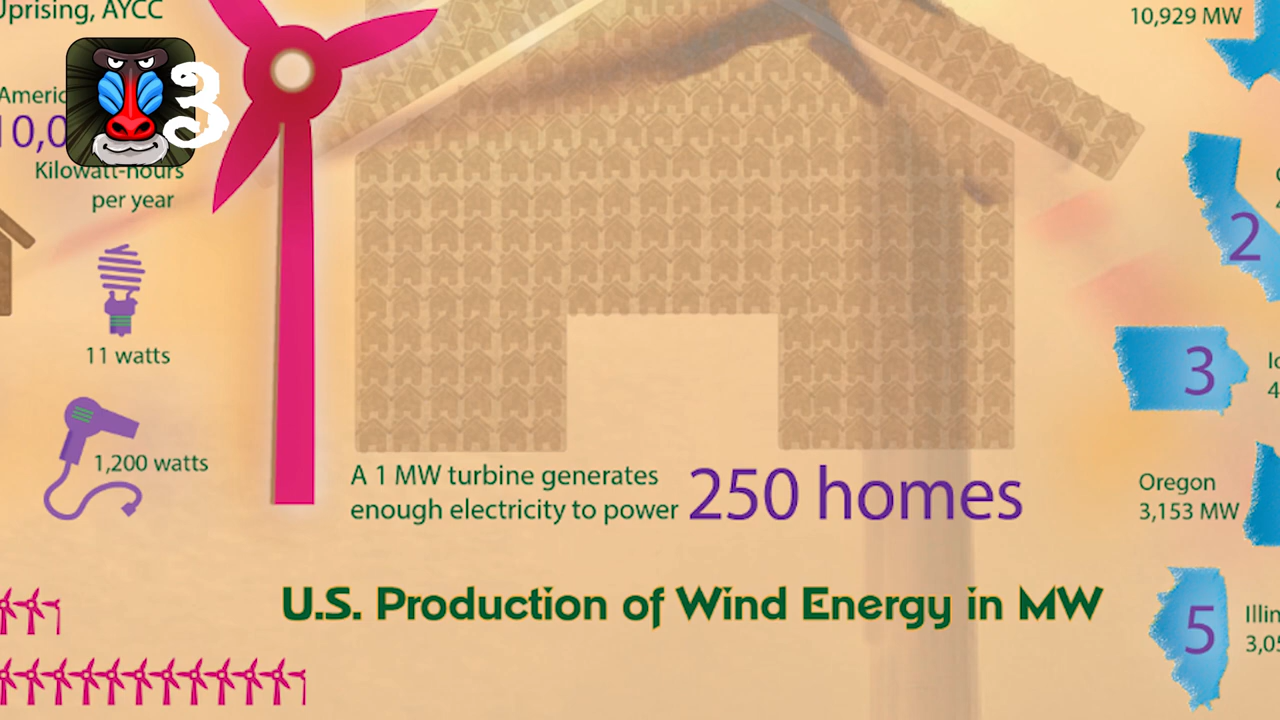 Uprising, AYCC
10,929 MW
3
Kilowatt-hours
per year
2
11 watts
3
1,200 watts
A 1 MW turbine generates
enough electricity to power
250 homes
Oregon
3,153 MW
U.S. Production of Wind Energy in MW
5